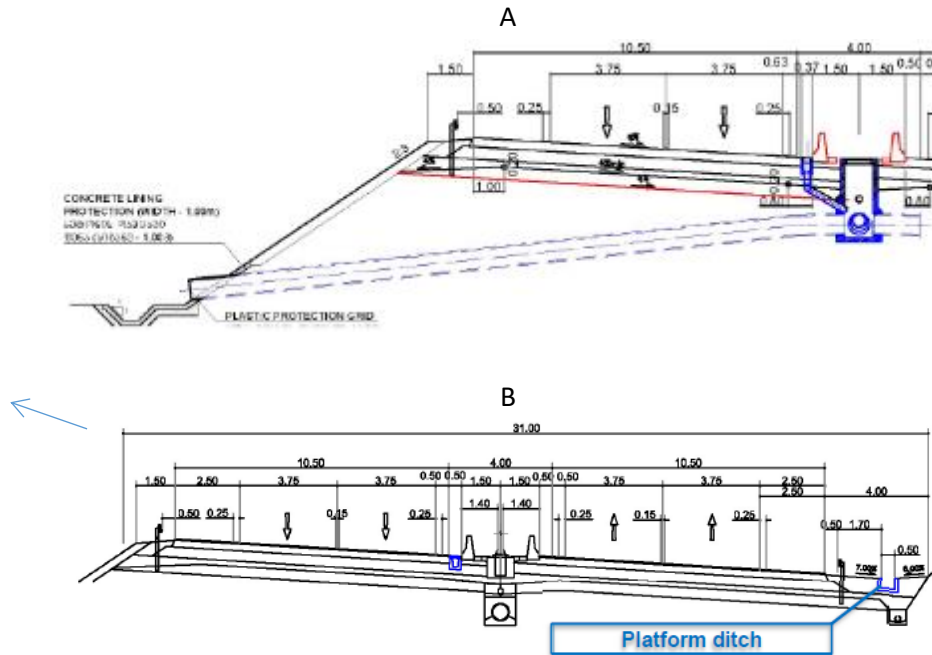 A
10.50 4.00
1.50 3.75 3.75 0.63 0.37 1.50 1.50 0.50
0.50 0.25 0.15 0.25
0.20
1.00
CONCRETE LINING
PROTECTION (WIDTH - 1.00m)
PLASTIC PROTECTION GRID
B
31.00
10.50 4.00 10.50
1.50 2.50 3.75 3.75 0.50 0.50 1.50 1.50 0.50 0.50 3.75 3.75 2.50
1.40 1.40 2.50 4.00
0.50 0.25 0.15 0.25 0.25 0.15 0.25 0.50 1.70
0.50
7.00% 6.00%
Platform ditch